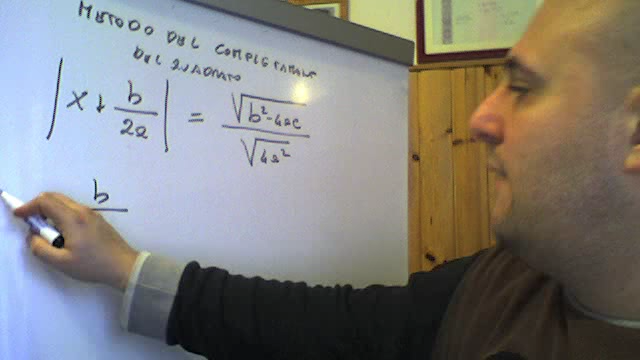 METODO DEL COMPLETAMENTO
DEL QUADRATO
|x + b/2a| = √(b²-4ac)/√(4a²)
b